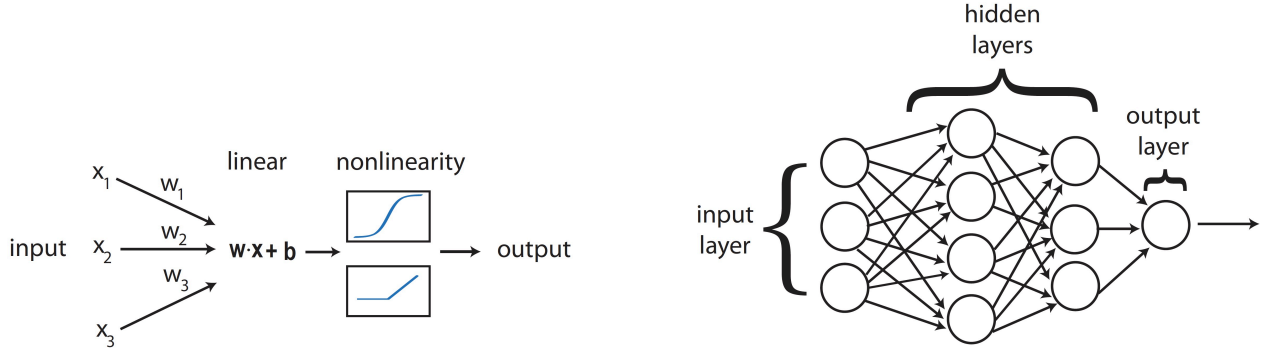 x1
w1
input
x2
w2
w3
x3
linear
w·x+ b
nonlinearity
output
input
layer
hidden
layers
output
layer